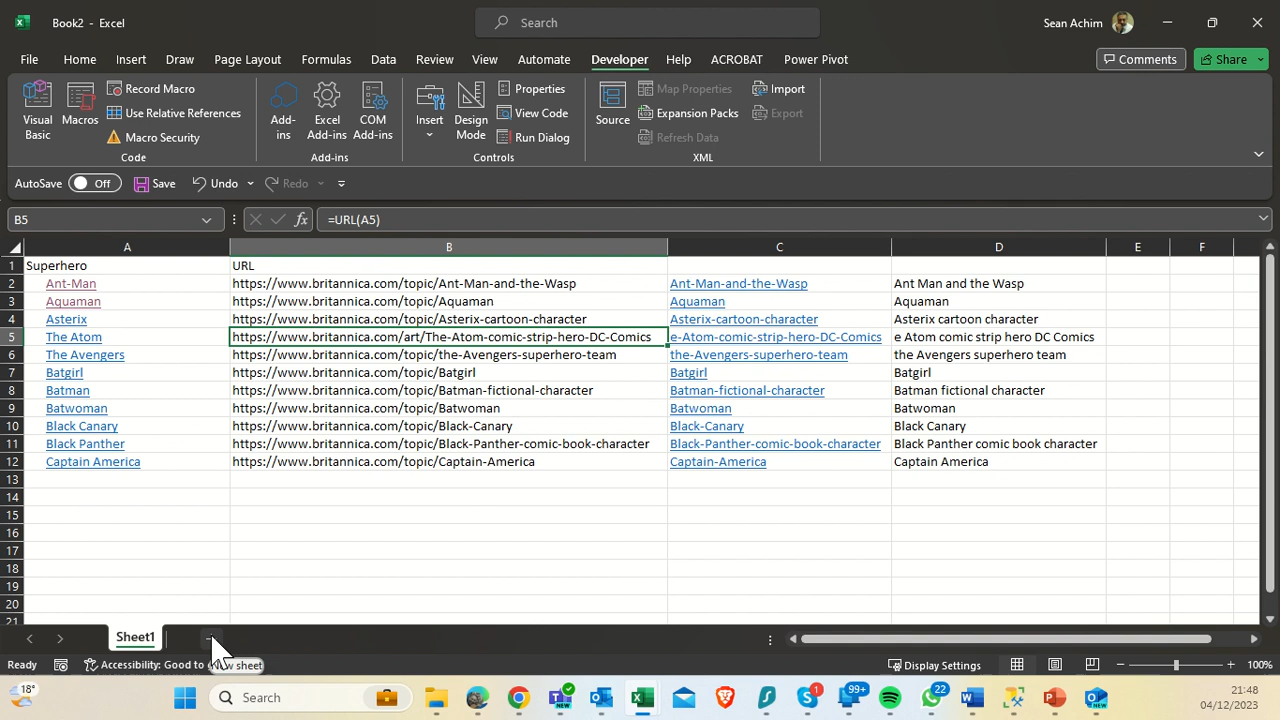 Book2 - Excel
Search
Sean Achim
File Home Insert Draw Page Layout Formulas Data Review View Automate Developer Help ACROBAT Power Pivot
Comments
Share
Visual Basic
Macros
Record Macro
Use Relative References
Macro Security
Code
Add-ins
Excel Add-ins
COM Add-ins
Add-ins
Insert
Design Mode
Properties
View Code
Run Dialog
Controls
Source
Map Properties
Expansion Packs
Refresh Data
Import
Export
XML
AutoSave Off Save Undo Redo
B5 fx =URL(A5)
A B C D E F
1 Superhero URL
2 Ant-Man https://www.britannica.com/topic/Ant-Man-and-the-Wasp Ant-Man-and-the-Wasp Ant Man and the Wasp
3 Aquaman https://www.britannica.com/topic/Aquaman Aquaman Aquaman
4 Asterix https://www.britannica.com/topic/Asterix-cartoon-character Asterix-cartoon-character Asterix cartoon character
5 The Atom https://www.britannica.com/art/The-Atom-comic-strip-hero-DC-Comics e-Atom-comic-strip-hero-DC-Comics e Atom comic strip hero DC Comics
6 The Avengers https://www.britannica.com/topic/the-Avengers-superhero-team the-Avengers-superhero-team the Avengers superhero team
7 Batgirl https://www.britannica.com/topic/Batgirl Batgirl Batgirl
8 Batman https://www.britannica.com/topic/Batman-fictional-character Batman-fictional-character Batman fictional character
9 Batwoman https://www.britannica.com/topic/Batwoman Batwoman Batwoman
10 Black Canary https://www.britannica.com/topic/Black-Canary Black-Canary Black Canary
11 Black Panther https://www.britannica.com/topic/Black-Panther-comic-book-character Black-Panther-comic-book-character Black Panther comic book character
12 Captain America https://www.britannica.com/topic/Captain-America Captain-America Captain America
13
14
15
16
17
18
19
20
21
Sheet1
Ready Accessibility: Good to
sheet
Display Settings
100%
18°
Search
1
99+
22
NEW
21:48
04/12/2023